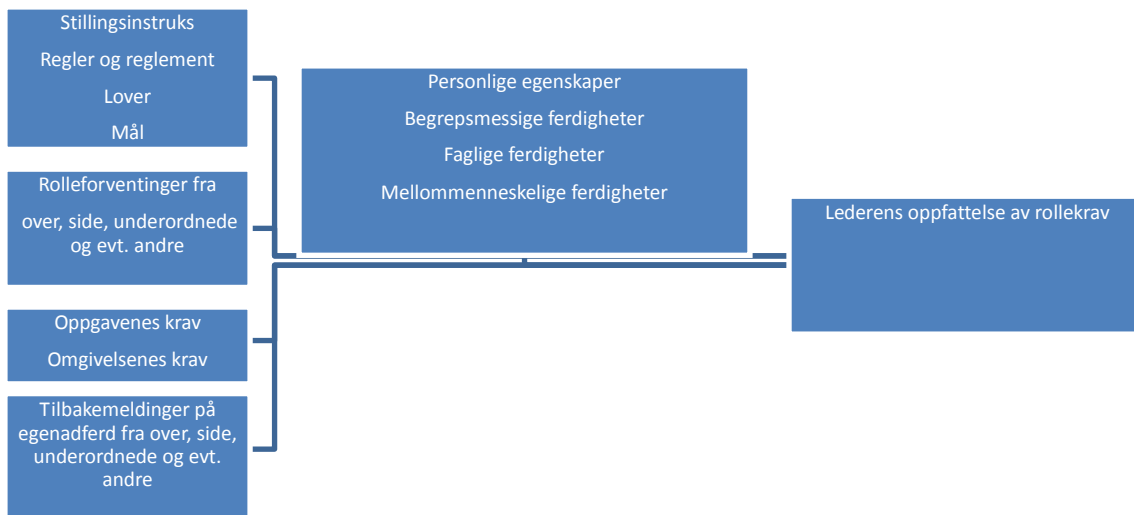 Stillingsinstruks
Regler og reglement
Lover
Mål
Rolleforventinger fra
over, side, underordnede
og evt. andre
Oppgavenes krav
Omgivelsenes krav
Tilbakemeldinger på
egenadferd fra over, side,
underordnede og evt.
andre
Personlige egenskaper
Begrepsmessige ferdigheter
Faglige ferdigheter
Mellommenneskelige ferdigheter
Lederens oppfattelse av rollekrav